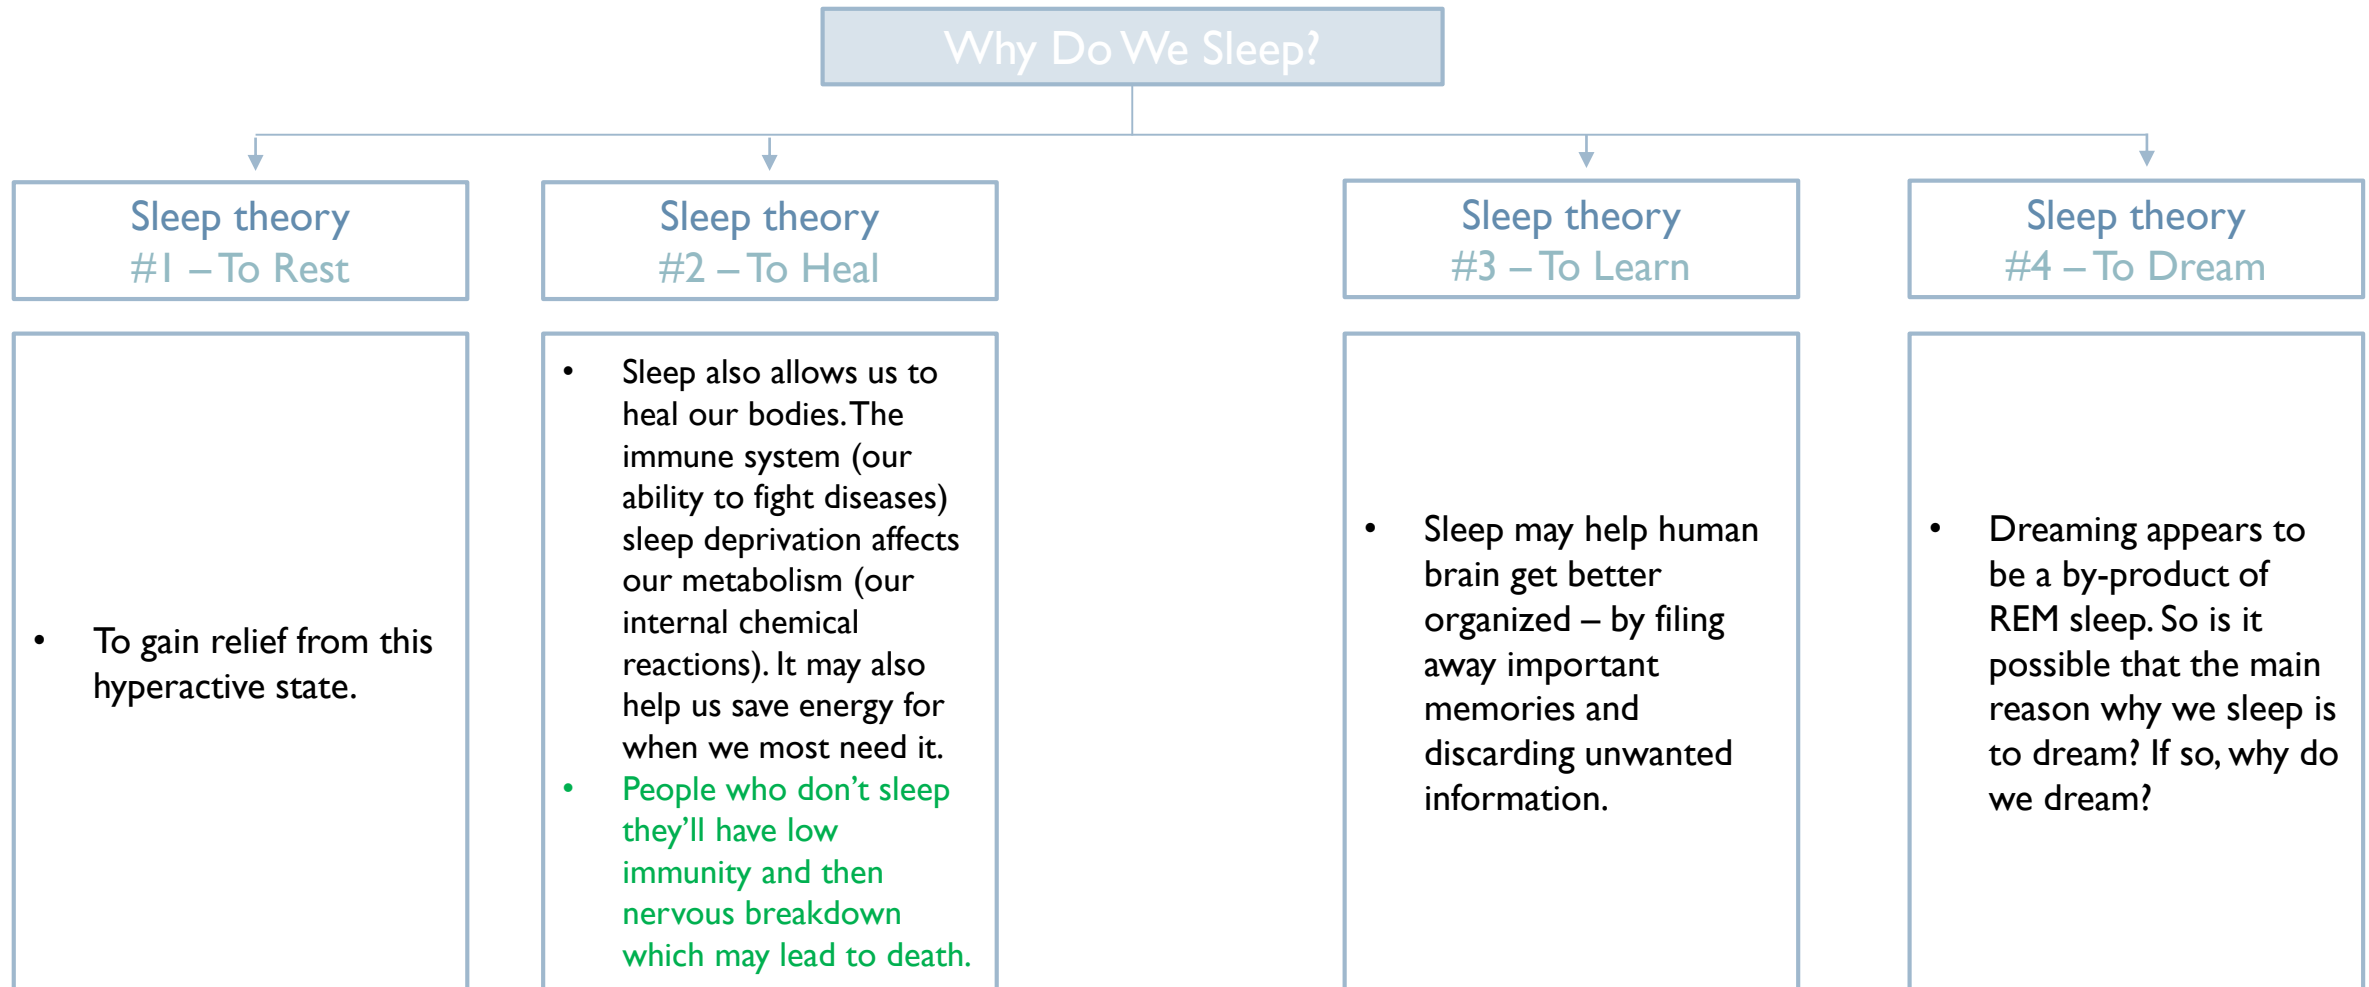 Why Do We Sleep?
Sleep theory
#1 – To Rest
Sleep theory
#2 – To Heal
Sleep theory
#3 – To Learn
Sleep theory
#4 – To Dream
• To gain relief from this
hyperactive state.
• Sleep also allows us to
heal our bodies. The
immune system (our
ability to fight diseases)
sleep deprivation affects
our metabolism (our
internal chemical
reactions). It may also
help us save energy for
when we most need it.
• People who don’t sleep
they’ll have low
immunity and then
nervous breakdown
which may lead to death.
• Sleep may help human
brain get better
organized – by filing
away important
memories and
discarding unwanted
information.
• Dreaming appears to
be a by-product of
REM sleep. So is it
possible that the main
reason why we sleep is
to dream? If so, why do
we dream?